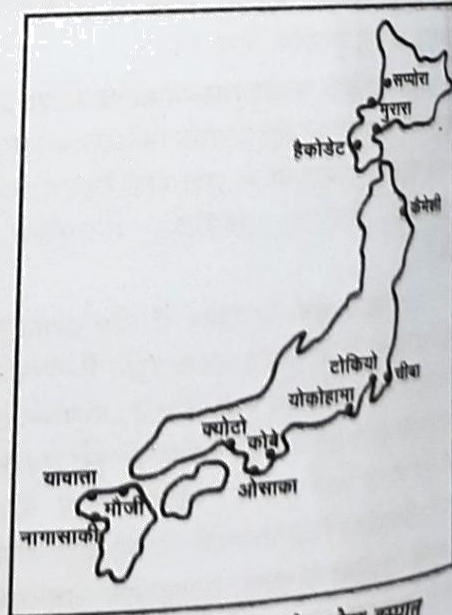 सप्पोरा
मुरारा
हैकोडेट
कैमेशी
टोकियो
चीबा
योकोहामा
क्योटो
कोबे
ओसाका
यावाता
मौजी
नागासाकी